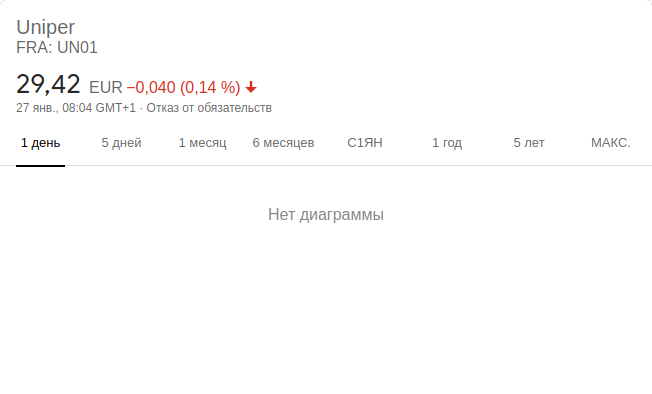 Uniper
FRA: UN01
29,42 EUR −0,040 (0,14 %)
27 янв., 08:04 GMT+1 · Отказ от обязательств
1 день 5 дней 1 месяц 6 месяцев С1ЯН 1 год 5 лет МАКС.
Нет диаграммы